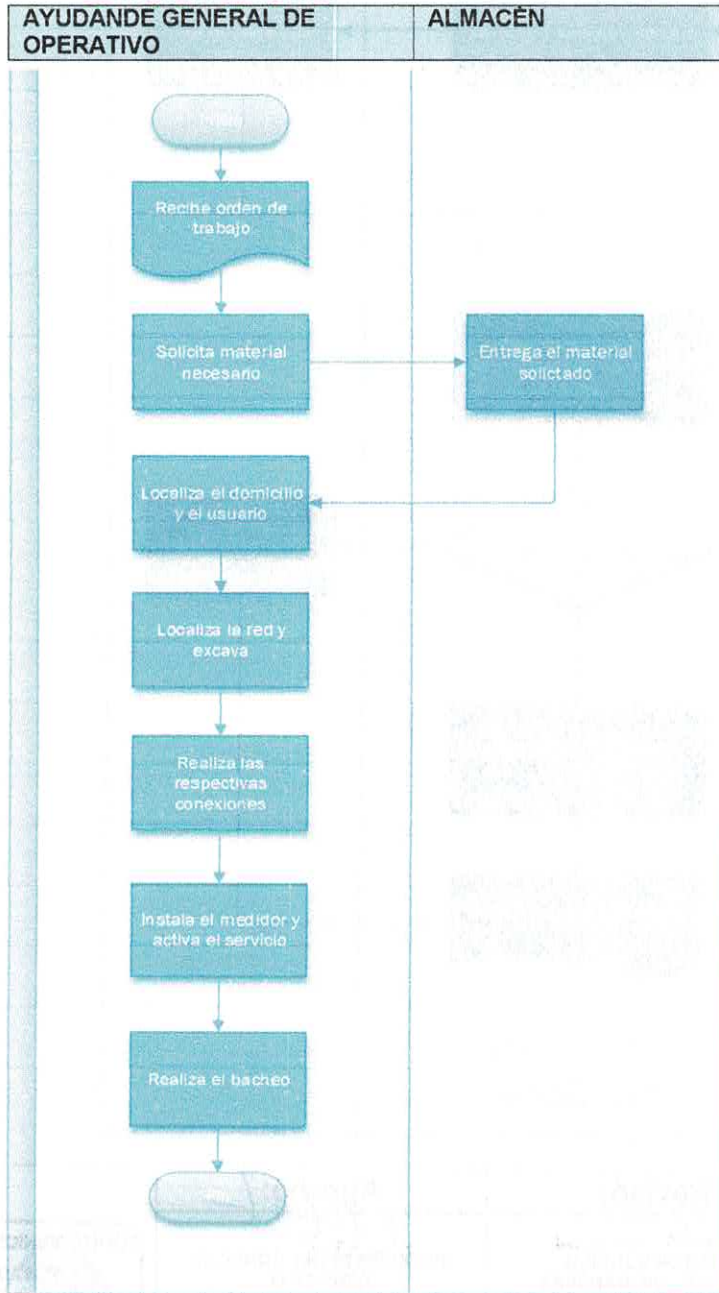 AYUDANDE GENERAL DE
OPERATIVO
ALMACÉN
Recibe orden de
trabajo
Solicita material
necesario
Entrega el material
solictado
Localiza el domicilio
y el usuario
Localiza la red y
excava
Realiza las
respectivas
conexiones
Instala el medidor y
activa el servicio
Realiza el bacheo